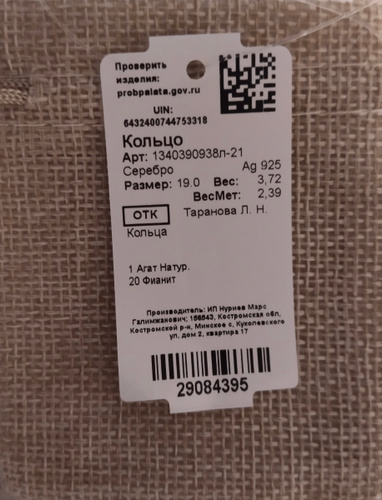 Проверить
изделия:
probpalata.gov.ru
UIN:
6432400744753318
Кольцо
Арт: 1340390938л-21
Серебро Ag 925
Размер: 19.0 Вес: 3,72
ВесМет: 2,39
ОТК Таранова Л. Н.
Кольца
1 Агат Натур.
20 Фианит
Производитель: ИП Нуриев Марс
Галимжанович; 156543, Костромская обл,
Костромской р-н, Минское с, Куколевского
ул, дом 2, квартира 17
29084395